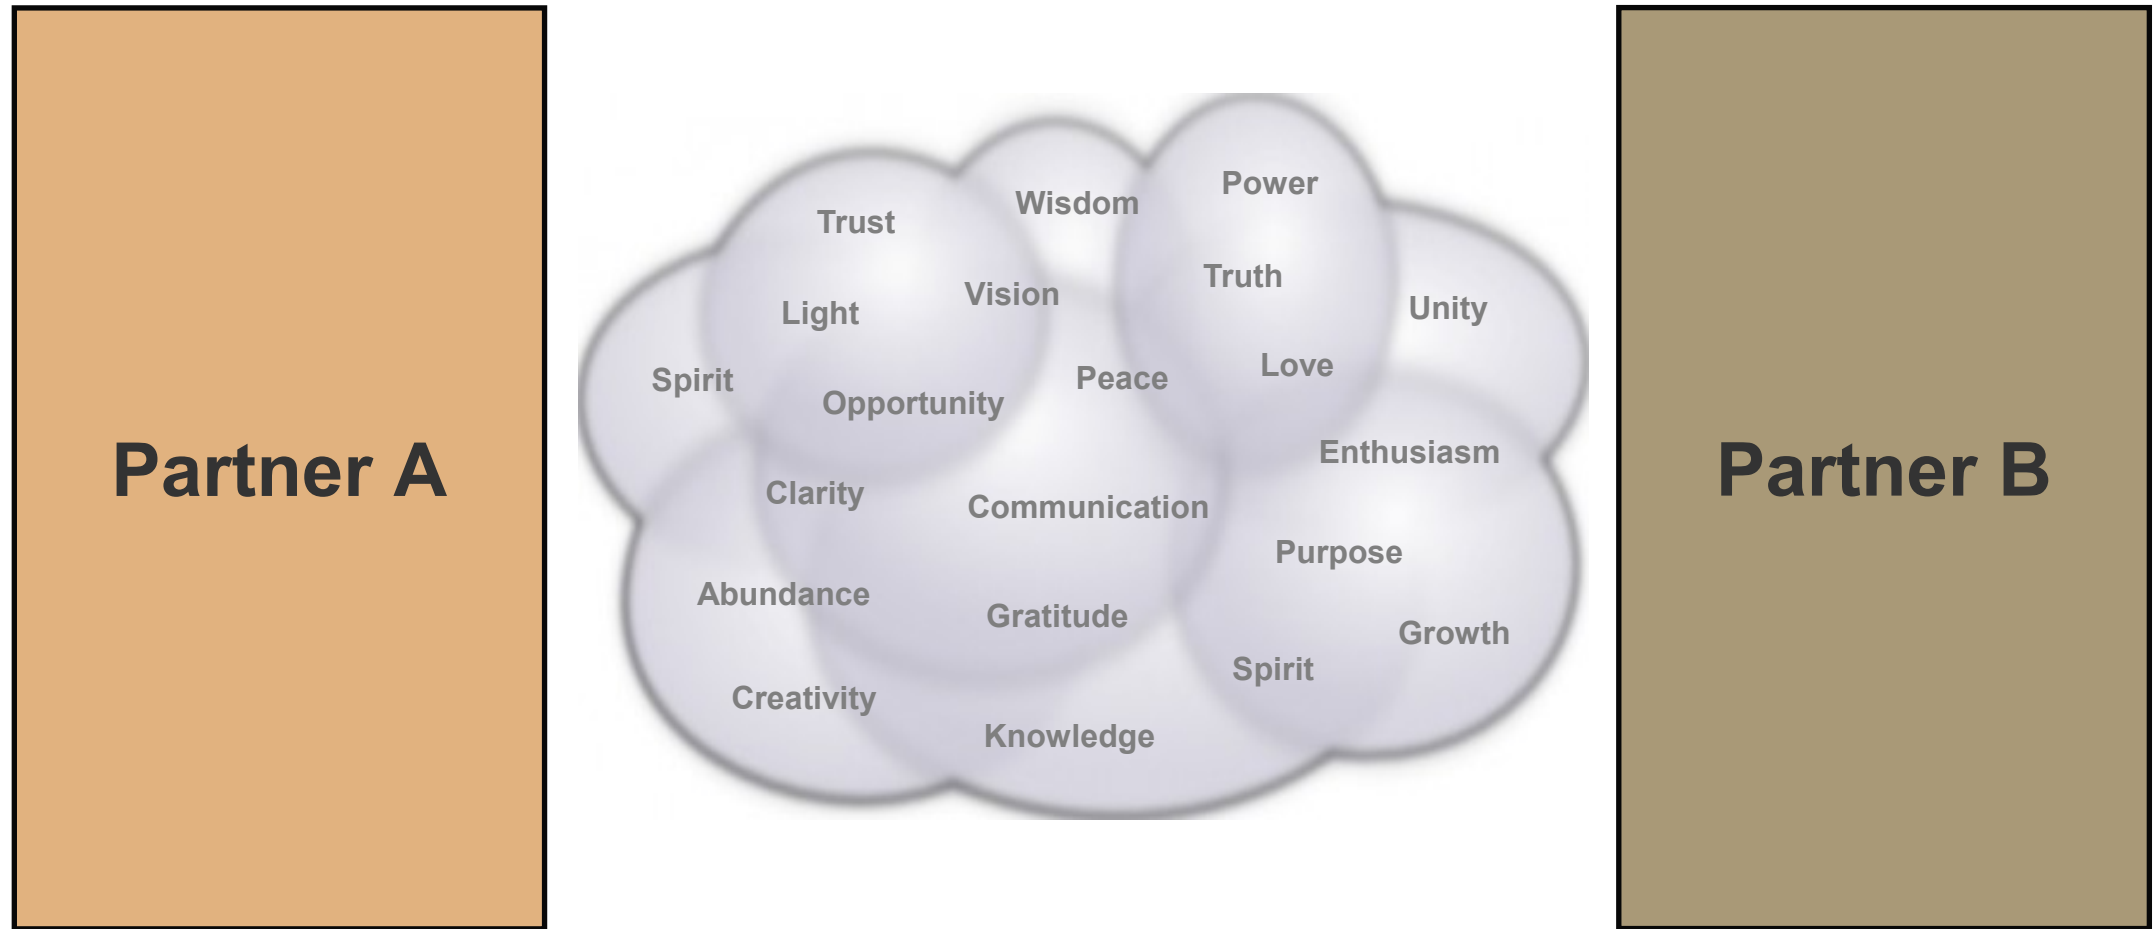 Partner A
Power
Wisdom
Trust
Truth
Vision
Unity
Light
Love
Peace
Spirit
Opportunity
Enthusiasm
Clarity
Communication
Purpose
Abundance
Gratitude
Growth
Spirit
Creativity
Knowledge
Partner B